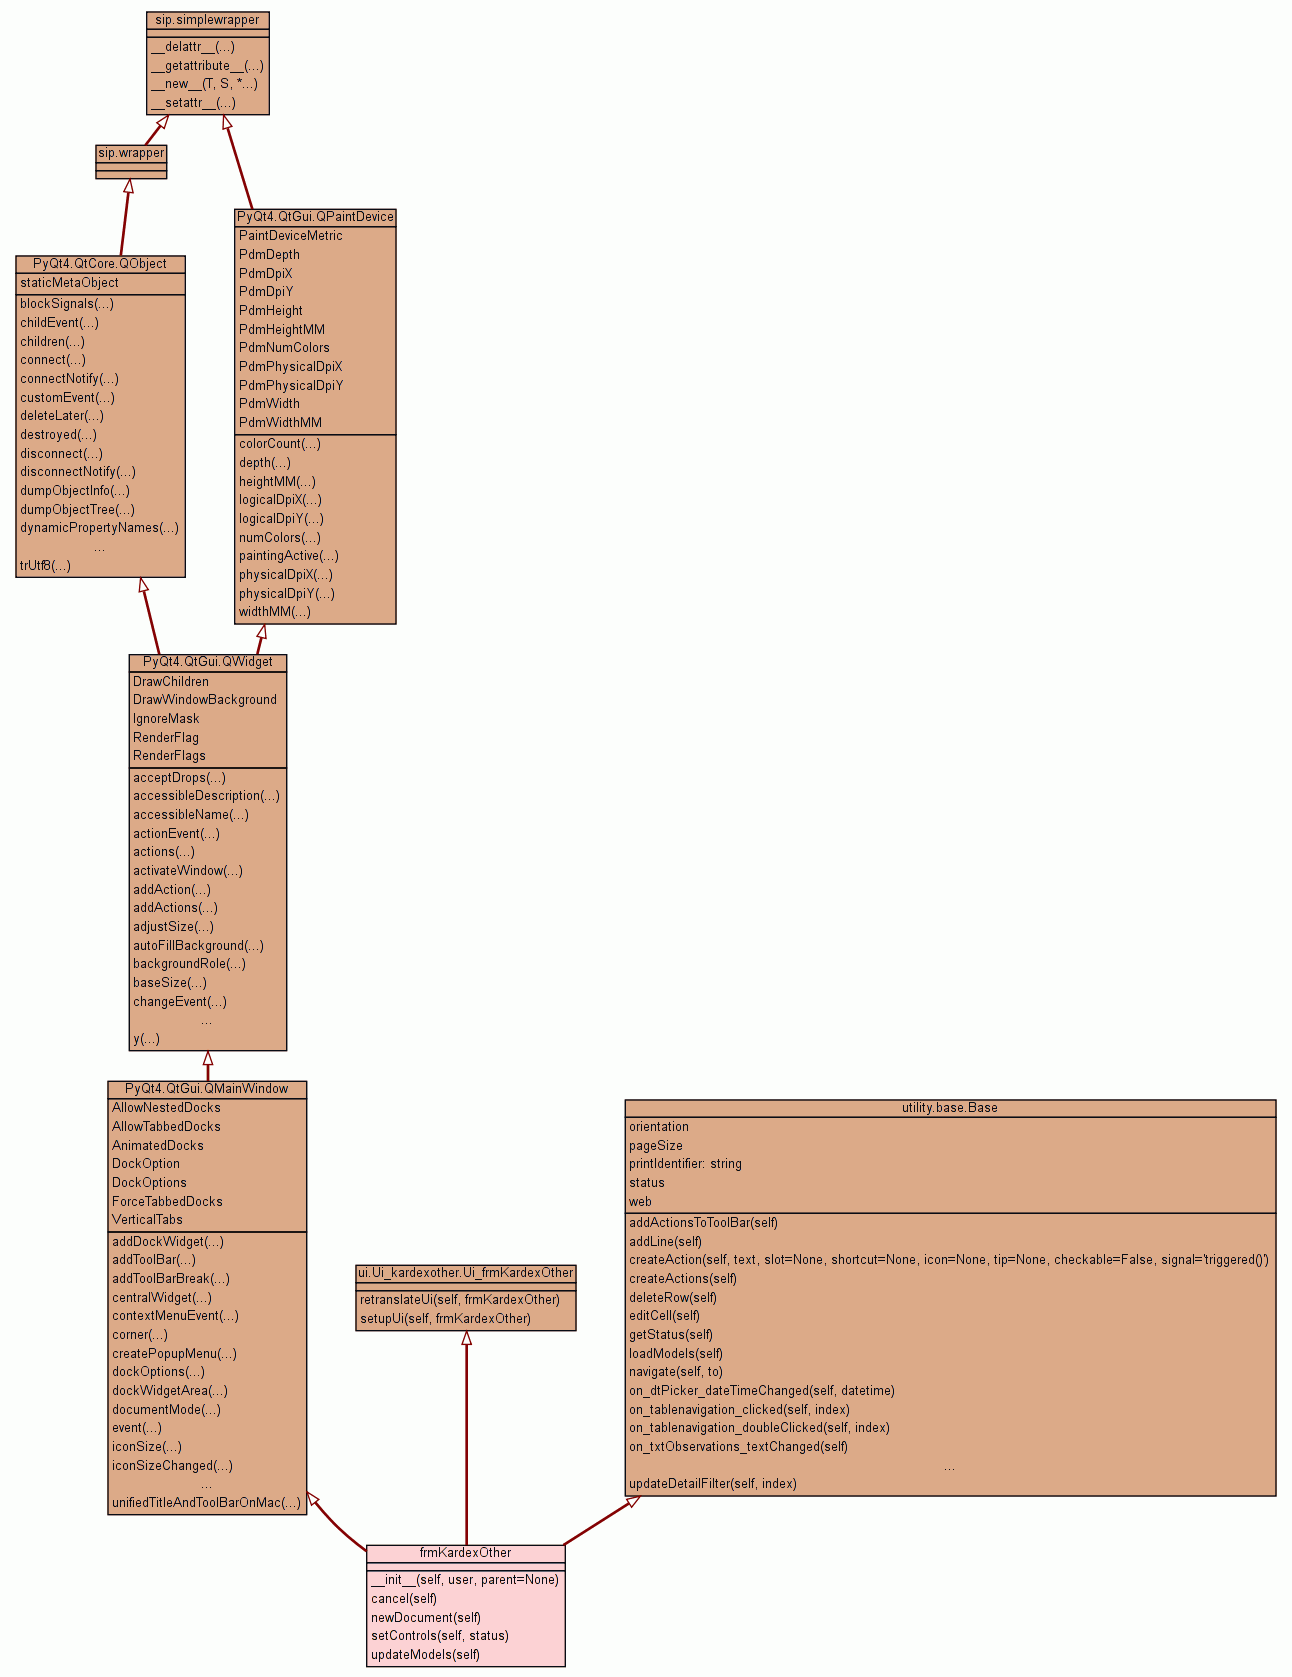 sip.simplewrapper
__delattr__(...)
__getattribute__(...)
__new__(T, S, *...)
__setattr__(...)
sip.wrapper
PyQt4.QtGui.QPaintDevice
PaintDeviceMetric
PdmDepth
PdmDpiX
PdmDpiY
PdmHeight
PdmHeightMM
PdmNumColors
PdmPhysicalDpiX
PdmPhysicalDpiY
PdmWidth
PdmWidthMM
colorCount(...)
depth(...)
heightMM(...)
logicalDpiX(...)
logicalDpiY(...)
numColors(...)
paintingActive(...)
physicalDpiX(...)
physicalDpiY(...)
widthMM(...)
PyQt4.QtCore.QObject
staticMetaObject
blockSignals(...)
childEvent(...)
children(...)
connect(...)
connectNotify(...)
customEvent(...)
deleteLater(...)
destroyed(...)
disconnect(...)
disconnectNotify(...)
dumpObjectInfo(...)
dumpObjectTree(...)
dynamicPropertyNames(...)
...
trUtf8(...)
PyQt4.QtGui.QWidget
DrawChildren
DrawWindowBackground
IgnoreMask
RenderFlag
RenderFlags
acceptDrops(...)
accessibleDescription(...)
accessibleName(...)
actionEvent(...)
actions(...)
activateWindow(...)
addAction(...)
addActions(...)
adjustSize(...)
autoFillBackground(...)
backgroundRole(...)
baseSize(...)
changeEvent(...)
...
y(...)
PyQt4.QtGui.QMainWindow
AllowNestedDocks
AllowTabbedDocks
AnimatedDocks
DockOption
DockOptions
ForceTabbedDocks
VerticalTabs
addDockWidget(...)
addToolBar(...)
addToolBarBreak(...)
centralWidget(...)
contextMenuEvent(...)
corner(...)
createPopupMenu(...)
dockOptions(...)
dockWidgetArea(...)
documentMode(...)
event(...)
iconSize(...)
iconSizeChanged(...)
...
unifiedTitleAndToolBarOnMac(...)
ui.Ui_kardexother.Ui_frmKardexOther
retranslateUi(self, frmKardexOther)
setupUi(self, frmKardexOther)
utility.base.Base
orientation
pageSize
printIdentifier: string
status
web
addActionsToToolBar(self)
addLine(self)
createAction(self, text, slot=None, shortcut=None, icon=None, tip=None, checkable=False, signal='triggered()')
createActions(self)
deleteRow(self)
editCell(self)
getStatus(self)
loadModels(self)
navigate(self, to)
on_dtPicker_dateTimeChanged(self, datetime)
on_tablenavigation_clicked(self, index)
on_tablenavigation_doubleClicked(self, index)
on_txtObservations_textChanged(self)
...
updateDetailFilter(self, index)
frmKardexOther
__init__(self, user, parent=None)
cancel(self)
newDocument(self)
setControls(self, status)
updateModels(self)